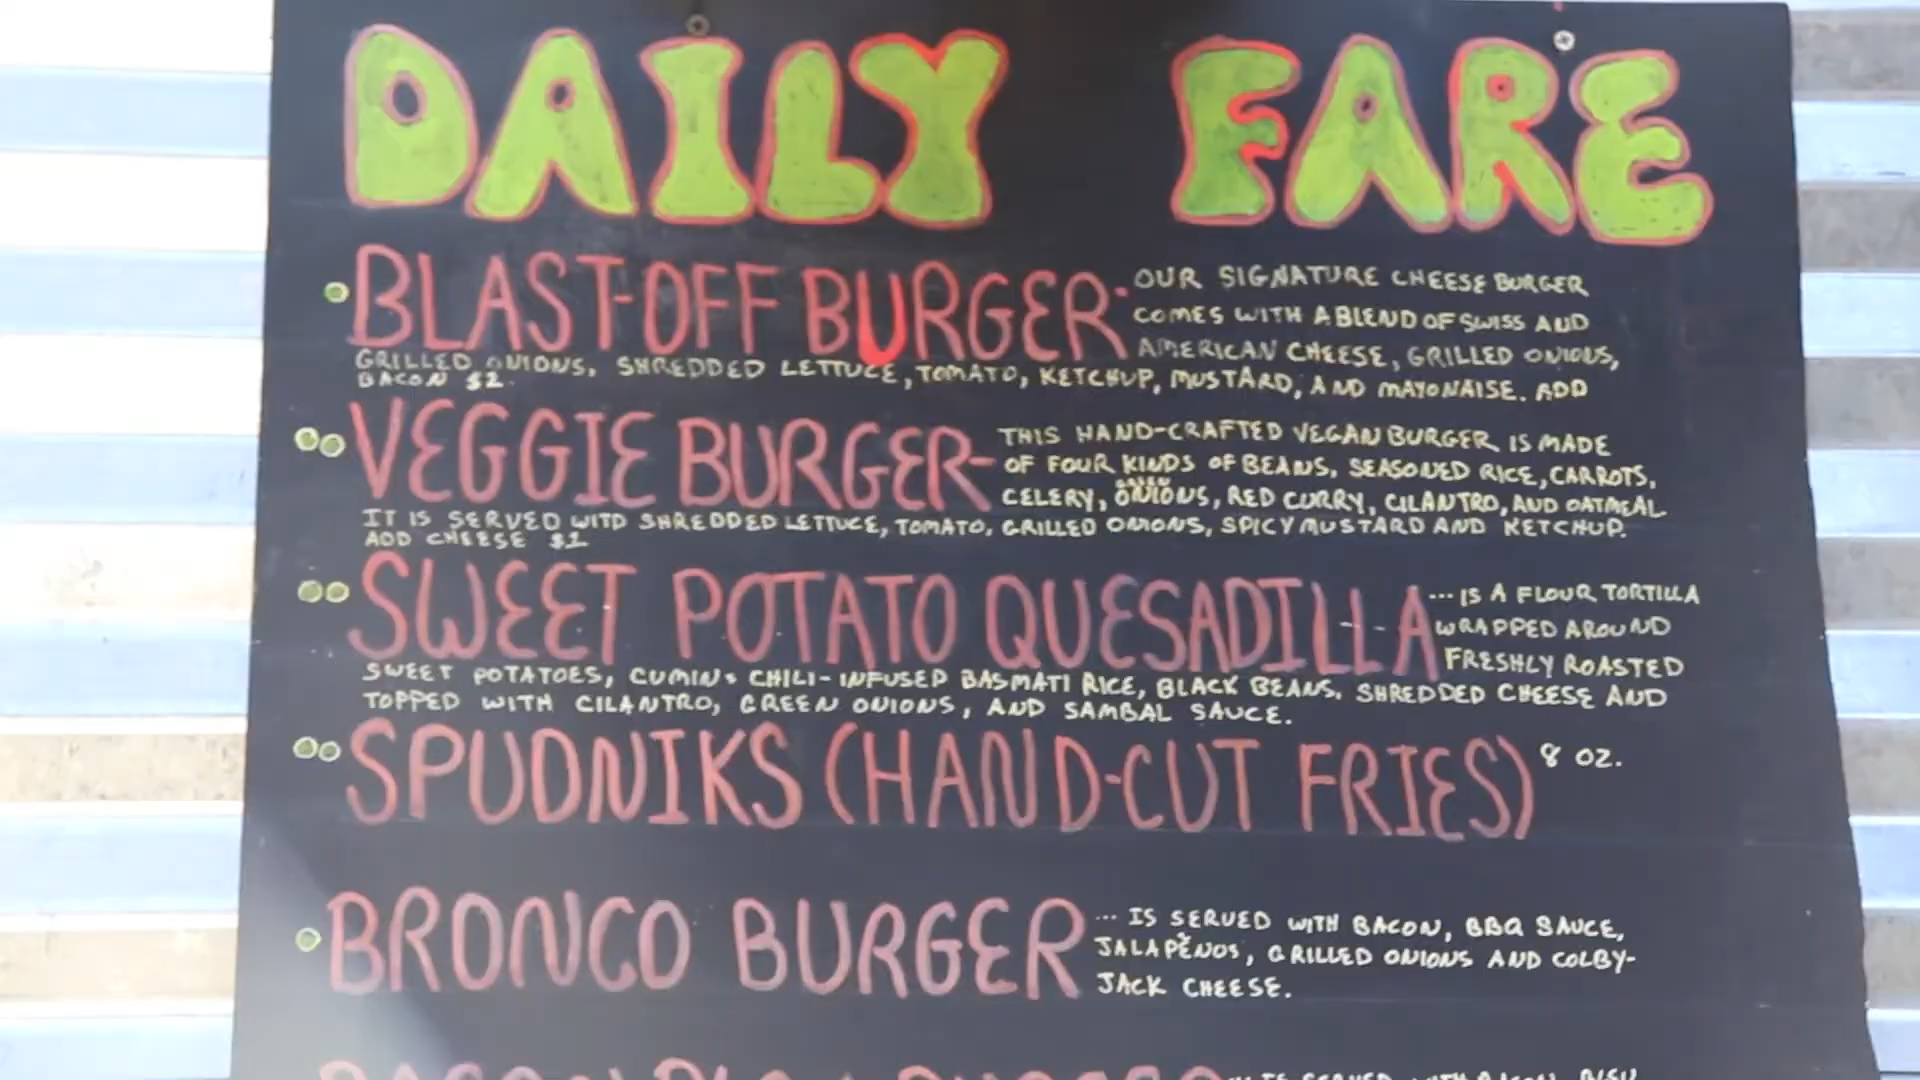 DAILY FARE
BLAST-OFF BURGER- OUR SIGNATURE CHEESE BURGER
COMES WITH A BLEND OF SWISS AND
AMERICAN CHEESE, GRILLED ONIONS,
GRILLED ONIONS, SHREDDED LETTUCE, TOMATO, KETCHUP, MUSTARD, AND MAYONAISE. ADD
BACON $2.
VEGGIE BURGER- THIS HAND-CRAFTED VEGAN BURGER IS MADE
OF FOUR KINDS OF BEANS, SEASONED RICE, CARROTS,
CELERY, GREEN ONIONS, RED CURRY, CILANTRO, AND OATMEAL
IT IS SERVED WITD SHREDDED LETTUCE, TOMATO, GRILLED ONIONS, SPICY MUSTARD AND KETCHUP.
ADD CHEESE $1
SWEET POTATO QUESADILLA ... IS A FLOUR TORTILLA
WRAPPED AROUND
FRESHLY ROASTED
SWEET POTATOES, CUMIN & CHILI-INFUSED BASMATI RICE, BLACK BEANS, SHREDDED CHEESE AND
TOPPED WITH CILANTRO, GREEN ONIONS, AND SAMBAL SAUCE.
SPUDNIKS (HAND-CUT FRIES) 8 OZ.
BRONCO BURGER ... IS SERVED WITH BACON, BBQ SAUCE,
JALAPEÑOS, GRILLED ONIONS AND COLBY-
JACK CHEESE.
IS SERVED WITH BACON,